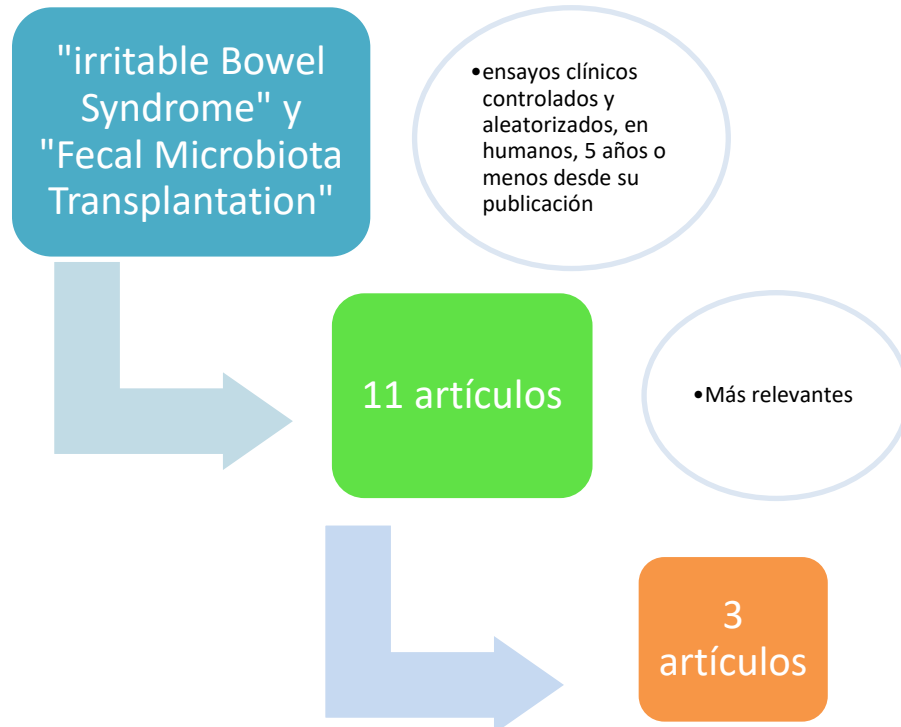 "irritable Bowel
Syndrome" y
"Fecal Microbiota
Transplantation"
•ensayos clínicos
controlados y
aleatorizados, en
humanos, 5 años o
menos desde su
publicación
11 artículos
•Más relevantes
3
artículos